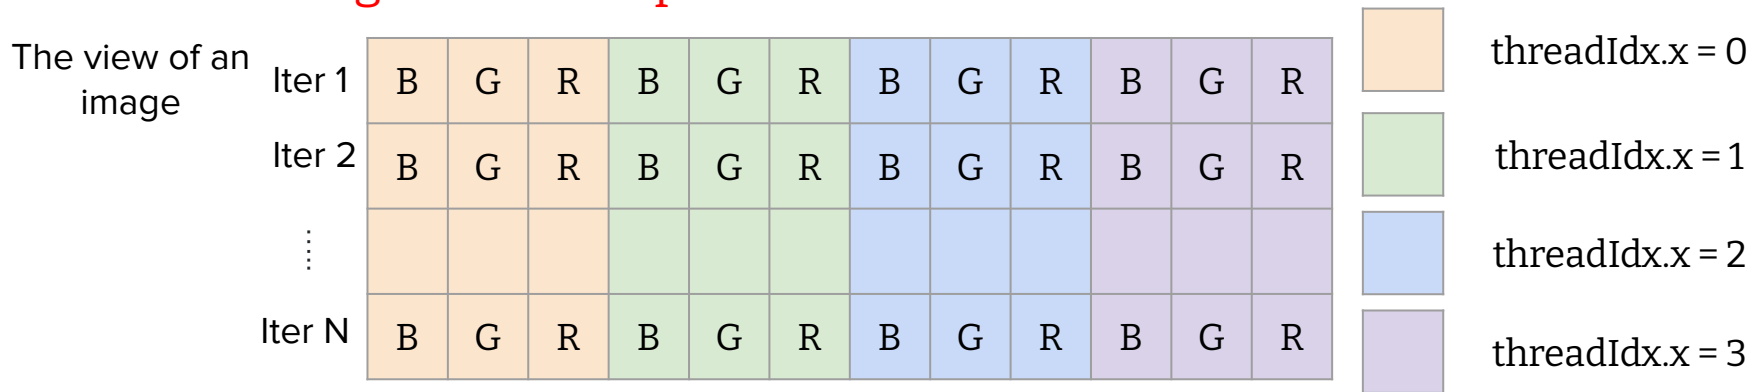 The view of an
image
Iter 1 B G R B G R B G R B G R
threadIdx.x = 0
Iter 2 B G R B G R B G R B G R
threadIdx.x = 1
threadIdx.x = 2
Iter N B G R B G R B G R B G R
threadIdx.x = 3